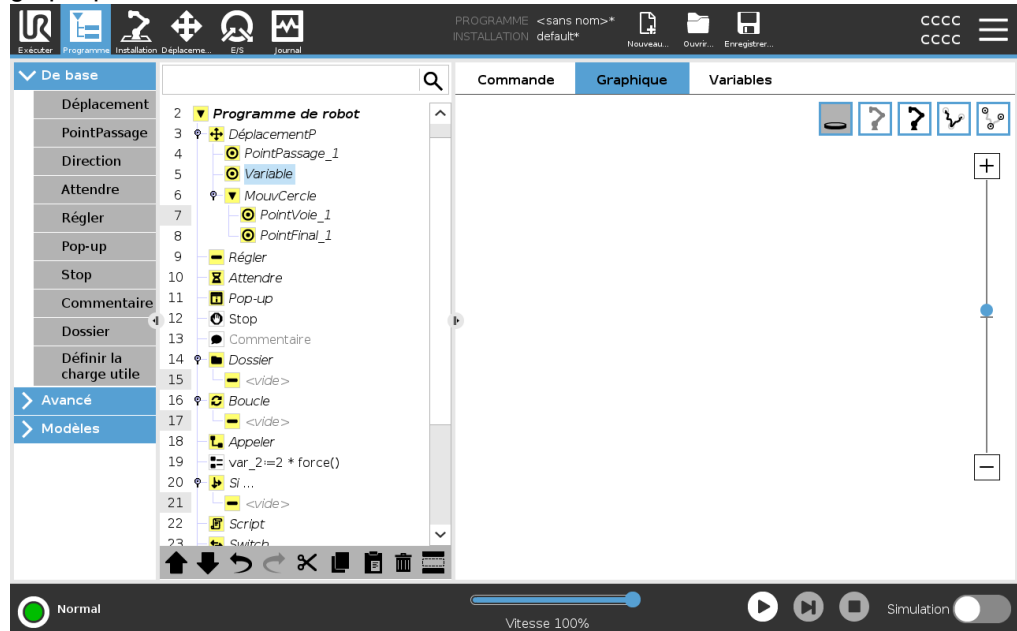 PROGRAMME <sans nom>*
INSTALLATION default*
Exécuter
Programme
Installation
Déplaceme...
E/S
Journal
Nouveau...
Ouvrir...
Enregistrer...
CCCC
CCCC
De base
Déplacement
PointPassage
Direction
Attendre
Régler
Pop-up
Stop
Commentaire
Dossier
Définir la
charge utile
Avancé
Modèles
2 Programme de robot
3 DéplacementP
4 PointPassage_1
5 Variable
6 MouvCercle
7 PointVoie_1
8 PointFinal_1
9 Régler
10 Attendre
11 Pop-up
12 Stop
13 Commentaire
14 Dossier
15 <vide>
16 Boucle
17 <vide>
18 Appeler
19 var_2:=2 * force()
20 Si ...
21 <vide>
22 Script
23 Switch
Commande
Graphique
Variables
Normal
Vitesse 100%
Simulation